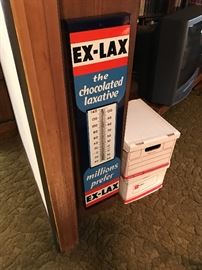 EX-LAX
the
chocolated
laxative
millions
prefer
EX-LAX